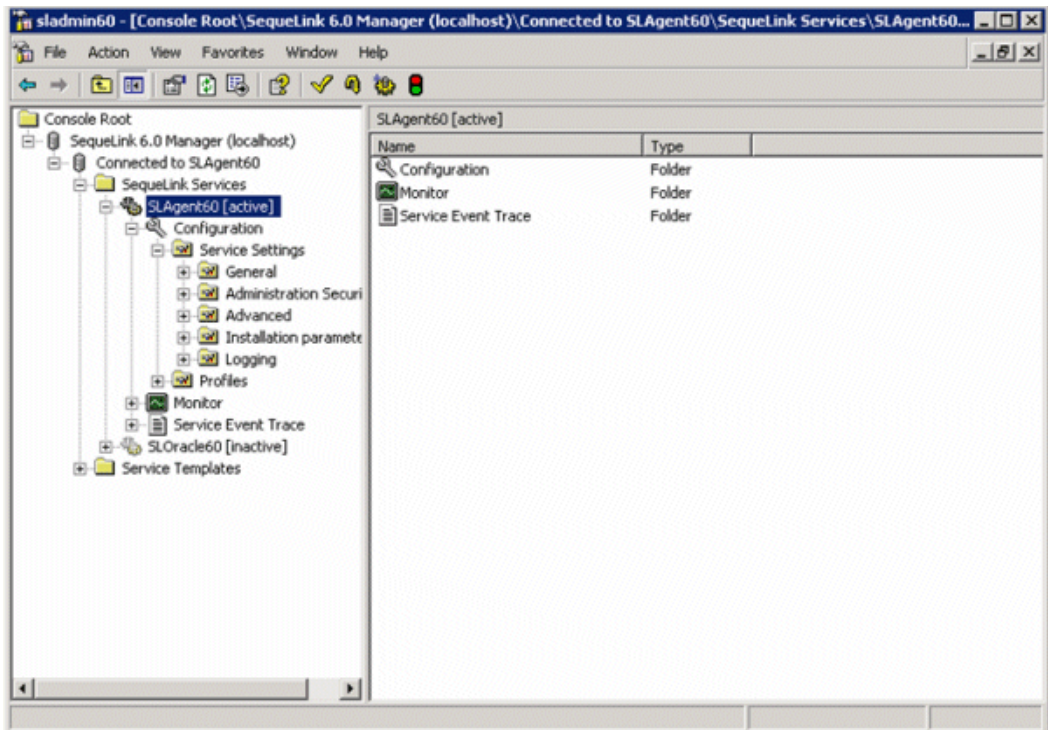 sladmin60 - [Console Root\SequeLink 6.0 Manager (localhost)\Connected to SLAgent60\SequeLink Services\SLAgent60...
File Action View Favorites Window Help
Console Root
SequeLink 6.0 Manager (localhost)
Connected to SLAgent60
SequeLink Services
SLAgent60 [active]
Configuration
Service Settings
General
Administration Securi
Advanced
Installation paramete
Logging
Profiles
Monitor
Service Event Trace
SLOracle60 [inactive]
Service Templates
SLAgent60 [active]
Name Type
Configuration Folder
Monitor Folder
Service Event Trace Folder